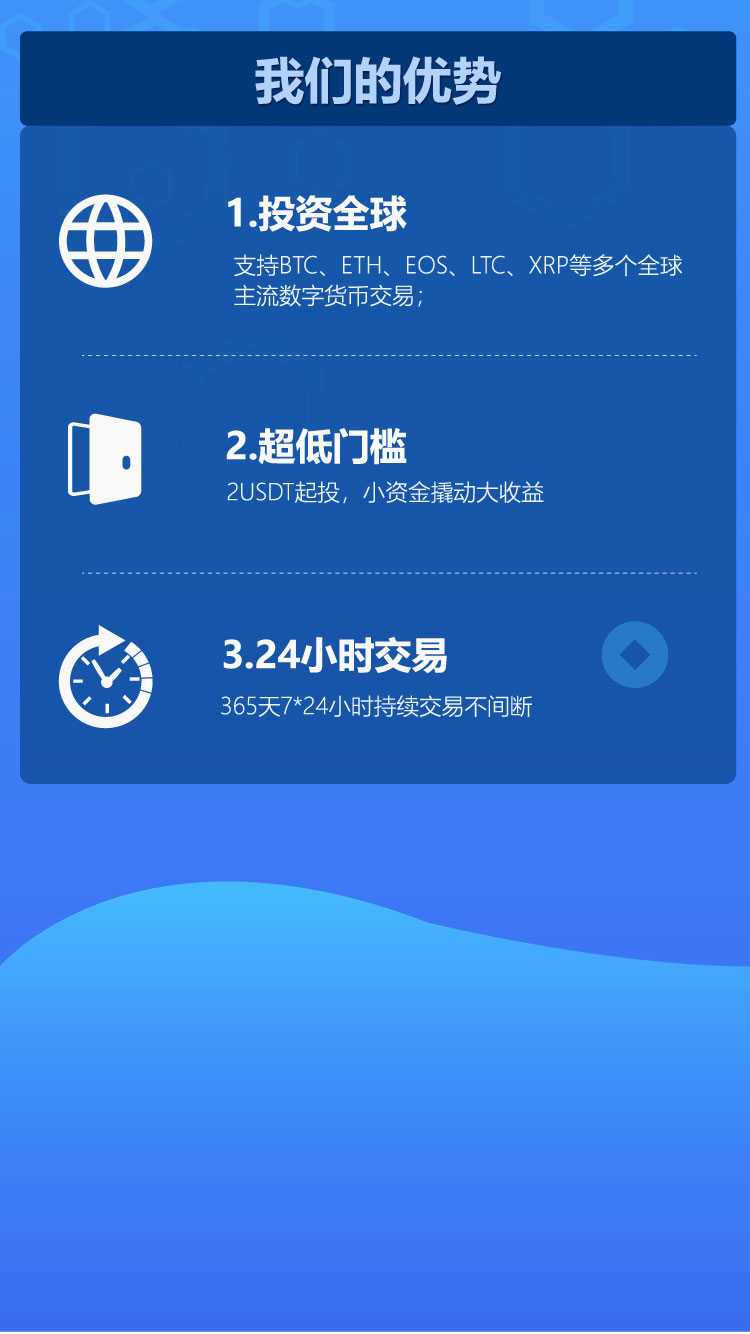 我们的优势
1.投资全球
支持BTC、ETH、EOS、LTC、XRP等多个全球
主流数字货币交易；
2.超低门槛
2USDT起投，小资金撬动大收益
3.24小时交易
365天7*24小时持续交易不间断